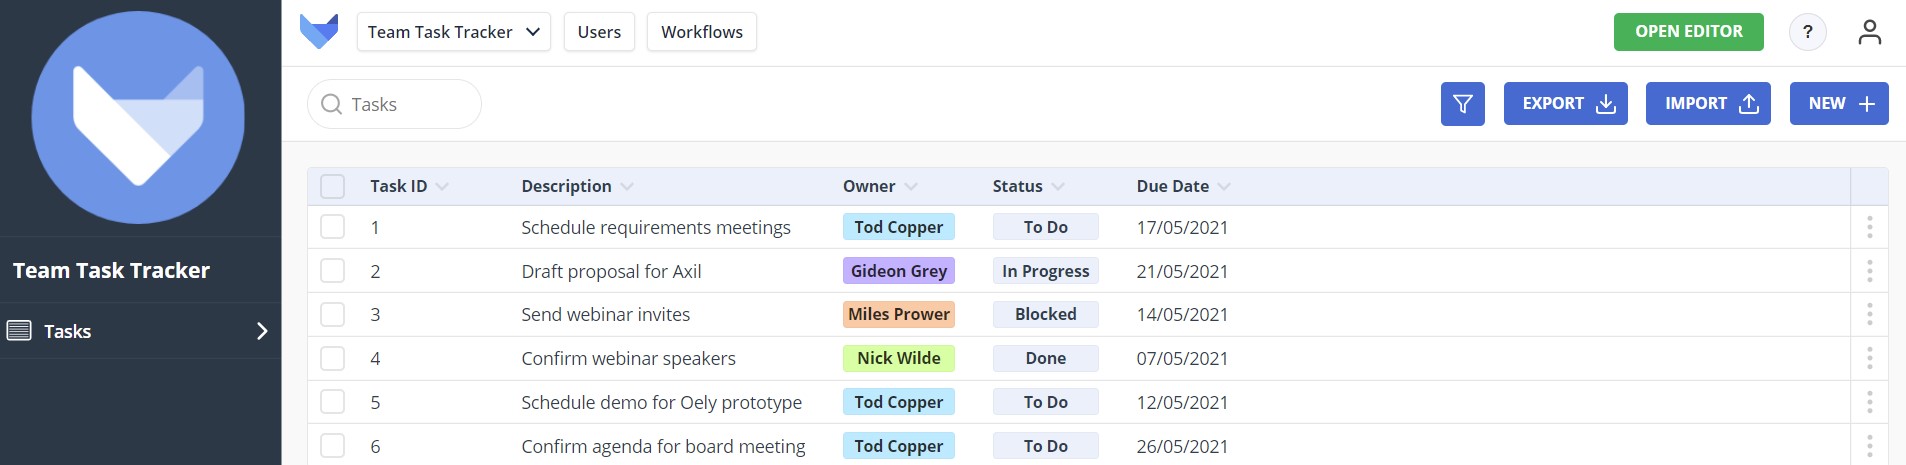 Team Task Tracker Users Workflows OPEN EDITOR ?
Tasks EXPORT IMPORT NEW
Team Task Tracker
Tasks
Task ID Description Owner Status Due Date
1 Schedule requirements meetings Tod Copper To Do 17/05/2021
2 Draft proposal for Axil Gideon Grey In Progress 21/05/2021
3 Send webinar invites Miles Prower Blocked 14/05/2021
4 Confirm webinar speakers Nick Wilde Done 07/05/2021
5 Schedule demo for Oely prototype Tod Copper To Do 12/05/2021
6 Confirm agenda for board meeting Tod Copper To Do 26/05/2021